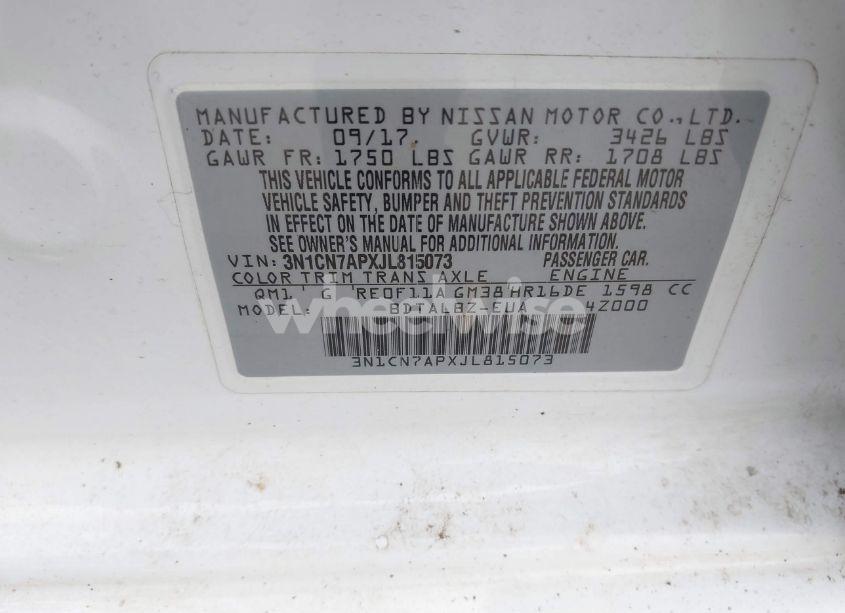 MANUFACTURED BY NISSAN MOTOR CO.,LTD.
DATE: 09/17 GVWR: 3426 LBS
GAWR FR: 1750 LBS GAWR RR: 1708 LBS
THIS VEHICLE CONFORMS TO ALL APPLICABLE FEDERAL MOTOR
VEHICLE SAFETY, BUMPER AND THEFT PREVENTION STANDARDS
IN EFFECT ON THE DATE OF MANUFACTURE SHOWN ABOVE.
SEE OWNER'S MANUAL FOR ADDITIONAL INFORMATION.
VIN: 3N1CN7APXJL815073 PASSENGER CAR.
COLOR TRIM TRANS AXLE ENGINE
QM1 G RE0F11A GM38 HR16DE 1598 CC
MODEL: BDTALBZ-EUA 4Z000
wheelwise
3N1CN7APXJL815073